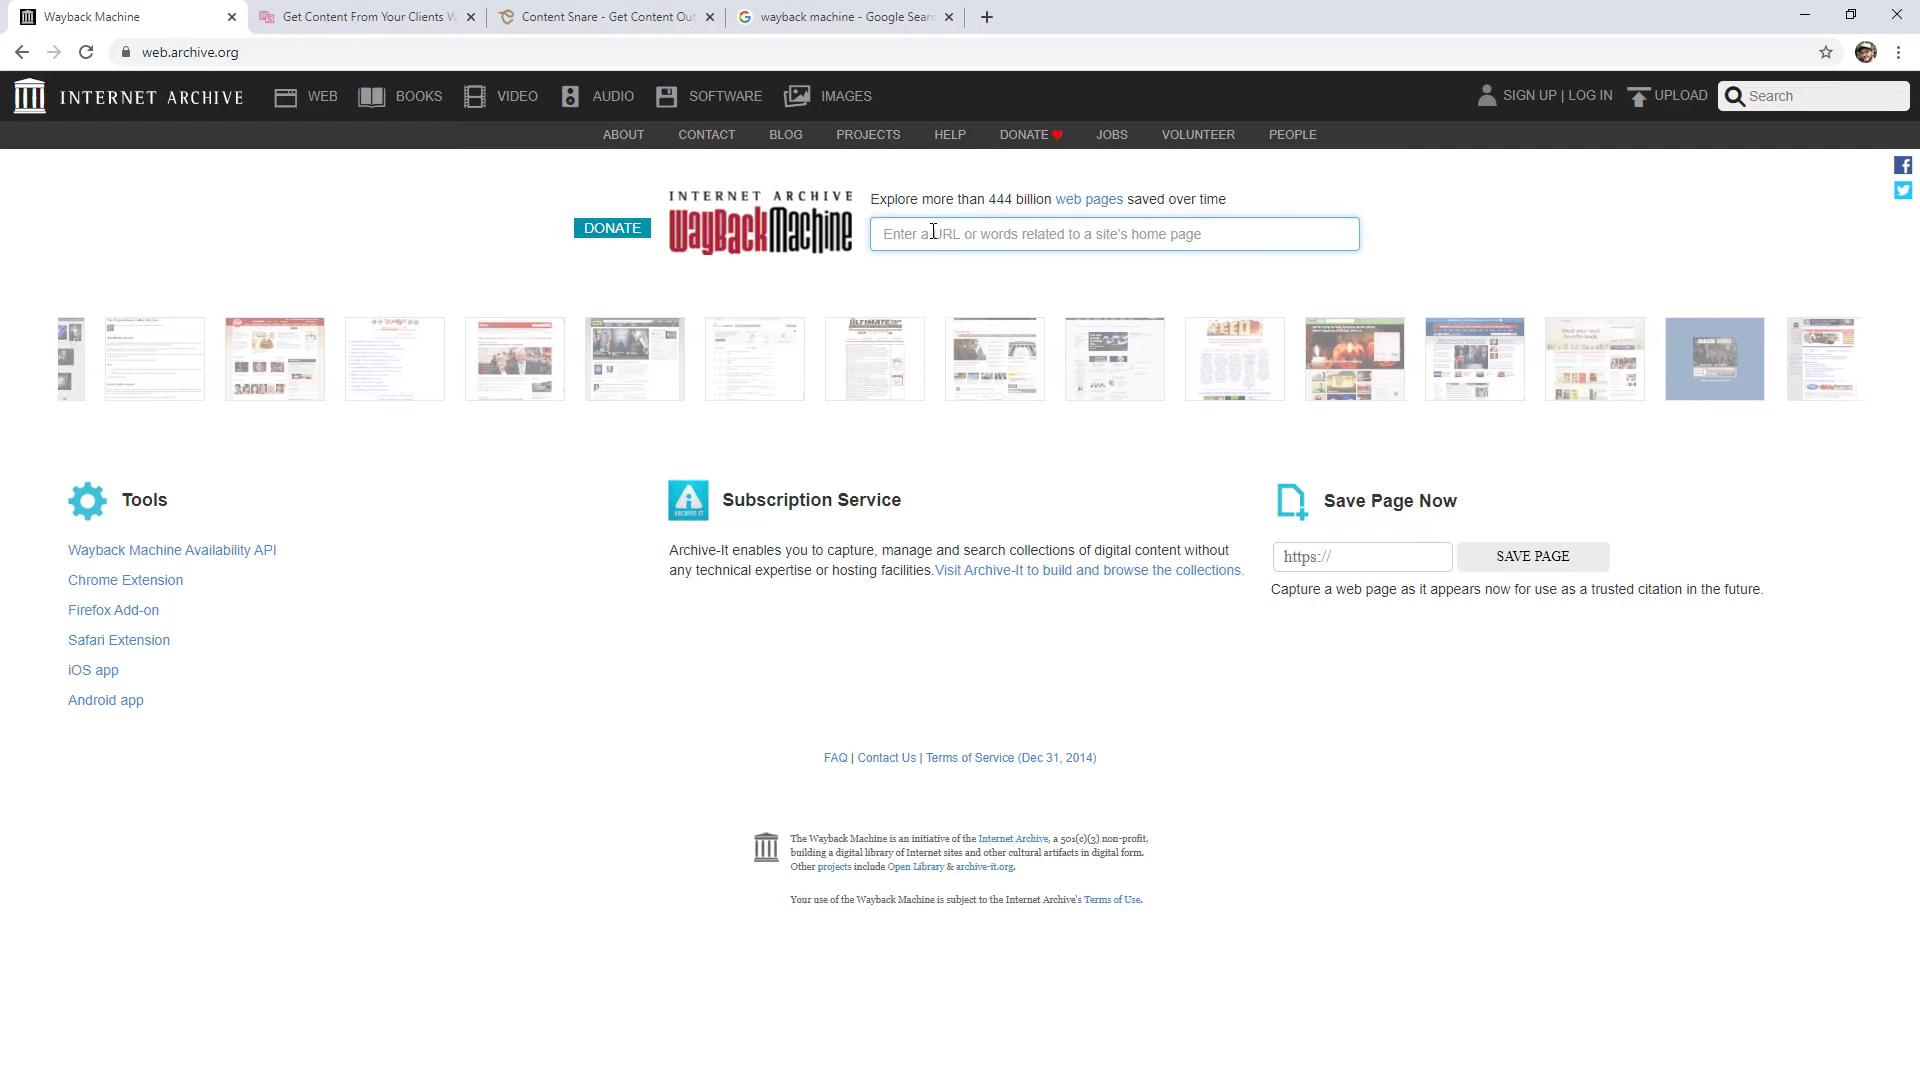 Wayback Machine
Get Content From Your Clients W
Content Snare - Get Content Out
wayback machine - Google Searc
web.archive.org
INTERNET ARCHIVE
WEB
BOOKS
VIDEO
AUDIO
SOFTWARE
IMAGES
SIGN UP | LOG IN
UPLOAD
Search
ABOUT
CONTACT
BLOG
PROJECTS
HELP
DONATE
JOBS
VOLUNTEER
PEOPLE
DONATE
INTERNET ARCHIVE
WayBackMachine
Explore more than 444 billion web pages saved over time
Enter a URL or words related to a site's home page
Tools
Wayback Machine Availability API
Chrome Extension
Firefox Add-on
Safari Extension
iOS app
Android app
ARCHIVE-IT
Subscription Service
Archive-It enables you to capture, manage and search collections of digital content without
any technical expertise or hosting facilities.Visit Archive-It to build and browse the collections.
Save Page Now
https://
SAVE PAGE
Capture a web page as it appears now for use as a trusted citation in the future.
FAQ | Contact Us | Terms of Service (Dec 31, 2014)
The Wayback Machine is an initiative of the Internet Archive, a 501(c)(3) non-profit,
building a digital library of Internet sites and other cultural artifacts in digital form.
Other projects include Open Library & archive-it.org.
Your use of the Wayback Machine is subject to the Internet Archive's Terms of Use.